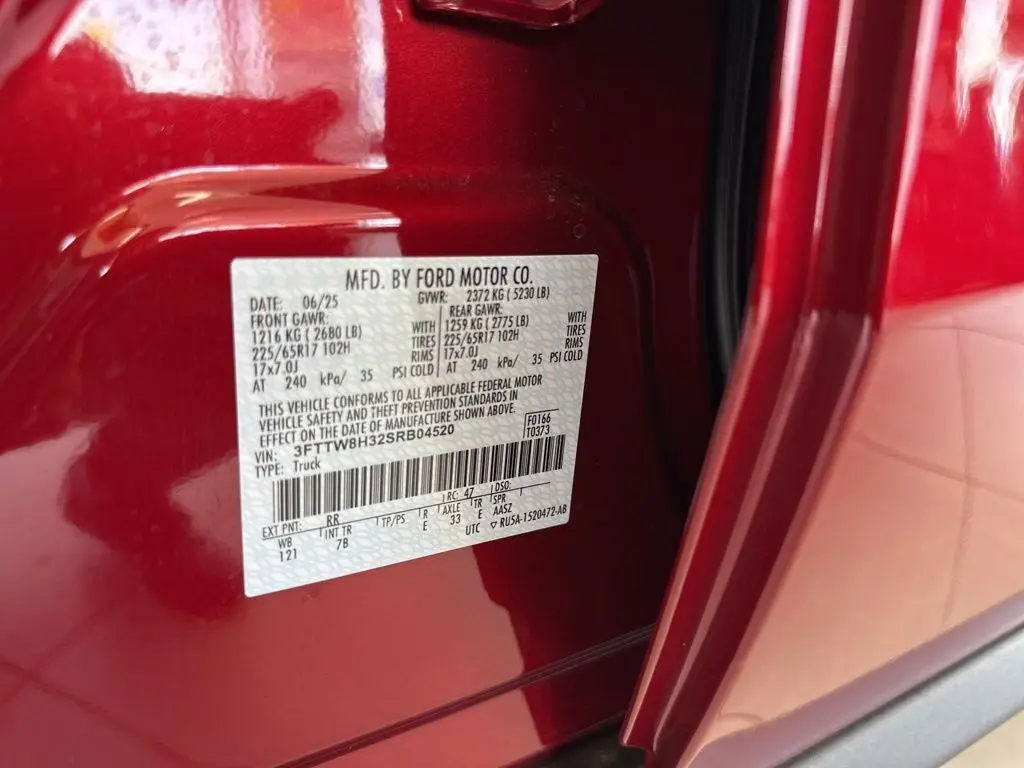 MFD. BY FORD MOTOR CO.
DATE: 06/25 GVWR: 2372 KG ( 5230 LB)
FRONT GAWR: REAR GAWR:
1216 KG ( 2680 LB) WITH 1259 KG ( 2775 LB) WITH
225/65R17 102H TIRES 225/65R17 102H TIRES
17x7.0J RIMS 17x7.0J RIMS
AT 240 kPa/ 35 PSI COLD AT 240 kPa/ 35 PSI COLD
THIS VEHICLE CONFORMS TO ALL APPLICABLE FEDERAL MOTOR
VEHICLE SAFETY AND THEFT PREVENTION STANDARDS IN
EFFECT ON THE DATE OF MANUFACTURE SHOWN ABOVE.
VIN: 3FTTW8H32SRB04520 F0166
TYPE: Truck T0373
EXT PNT: RR RC: 47 DSO:
WB INT TR TP/PS R AXLE TR SPR
121 7B E 33 E AASZ
UTC ▽ RU5A-1520472-AB